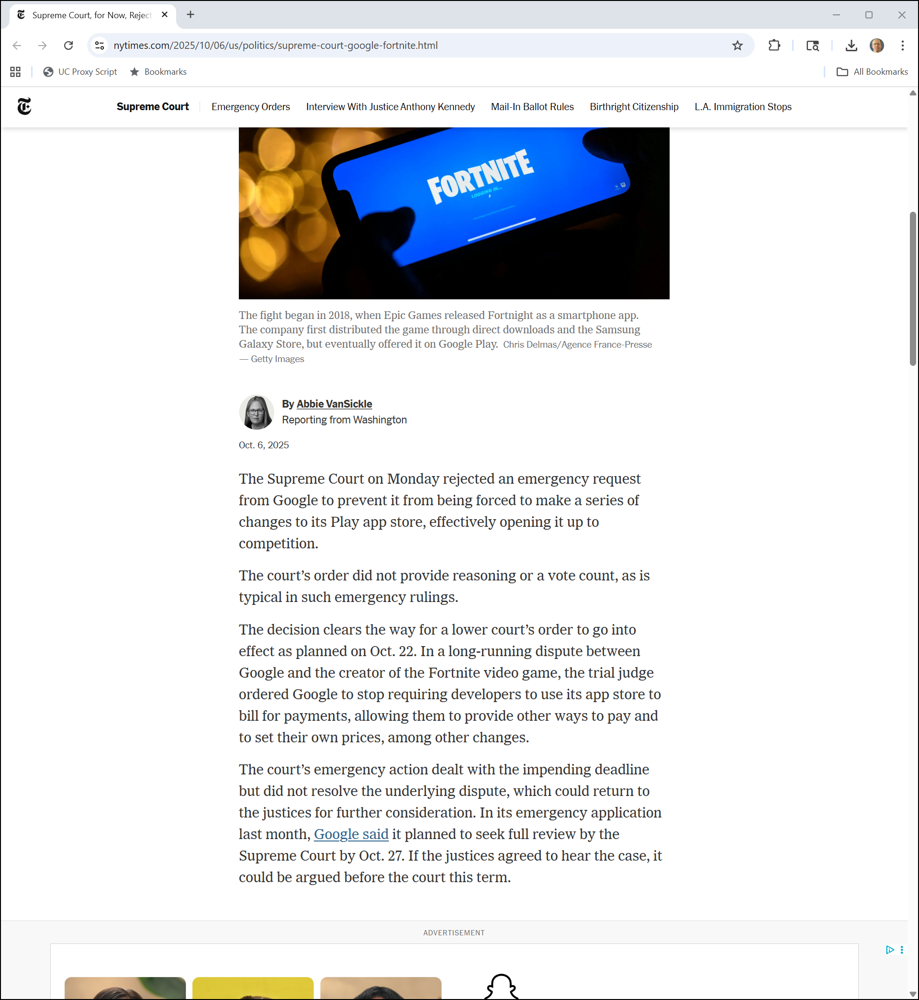 Supreme Court, for Now, Reject
nytimes.com/2025/10/06/us/politics/supreme-court-google-fortnite.html
UC Proxy Script
Bookmarks
All Bookmarks
Supreme Court
Emergency Orders
Interview With Justice Anthony Kennedy
Mail-In Ballot Rules
Birthright Citizenship
L.A. Immigration Stops
FORTNITE
LOGGING IN...
The fight began in 2018, when Epic Games released Fortnight as a smartphone app.
The company first distributed the game through direct downloads and the Samsung
Galaxy Store, but eventually offered it on Google Play. Chris Delmas/Agence France-Presse
— Getty Images
By Abbie VanSickle
Reporting from Washington
Oct. 6, 2025
The Supreme Court on Monday rejected an emergency request
from Google to prevent it from being forced to make a series of
changes to its Play app store, effectively opening it up to
competition.
The court’s order did not provide reasoning or a vote count, as is
typical in such emergency rulings.
The decision clears the way for a lower court’s order to go into
effect as planned on Oct. 22. In a long-running dispute between
Google and the creator of the Fortnite video game, the trial judge
ordered Google to stop requiring developers to use its app store to
bill for payments, allowing them to provide other ways to pay and
to set their own prices, among other changes.
The court’s emergency action dealt with the impending deadline
but did not resolve the underlying dispute, which could return to
the justices for further consideration. In its emergency application
last month, Google said it planned to seek full review by the
Supreme Court by Oct. 27. If the justices agreed to hear the case, it
could be argued before the court this term.
ADVERTISEMENT